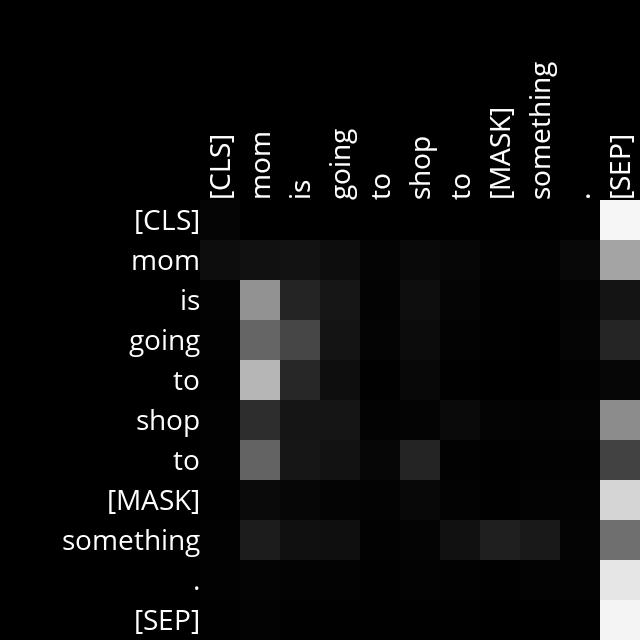 [CLS] mom is going to shop to [MASK] something . [SEP]
[CLS]
mom
is
going
to
shop
to
[MASK]
something
.
[SEP]